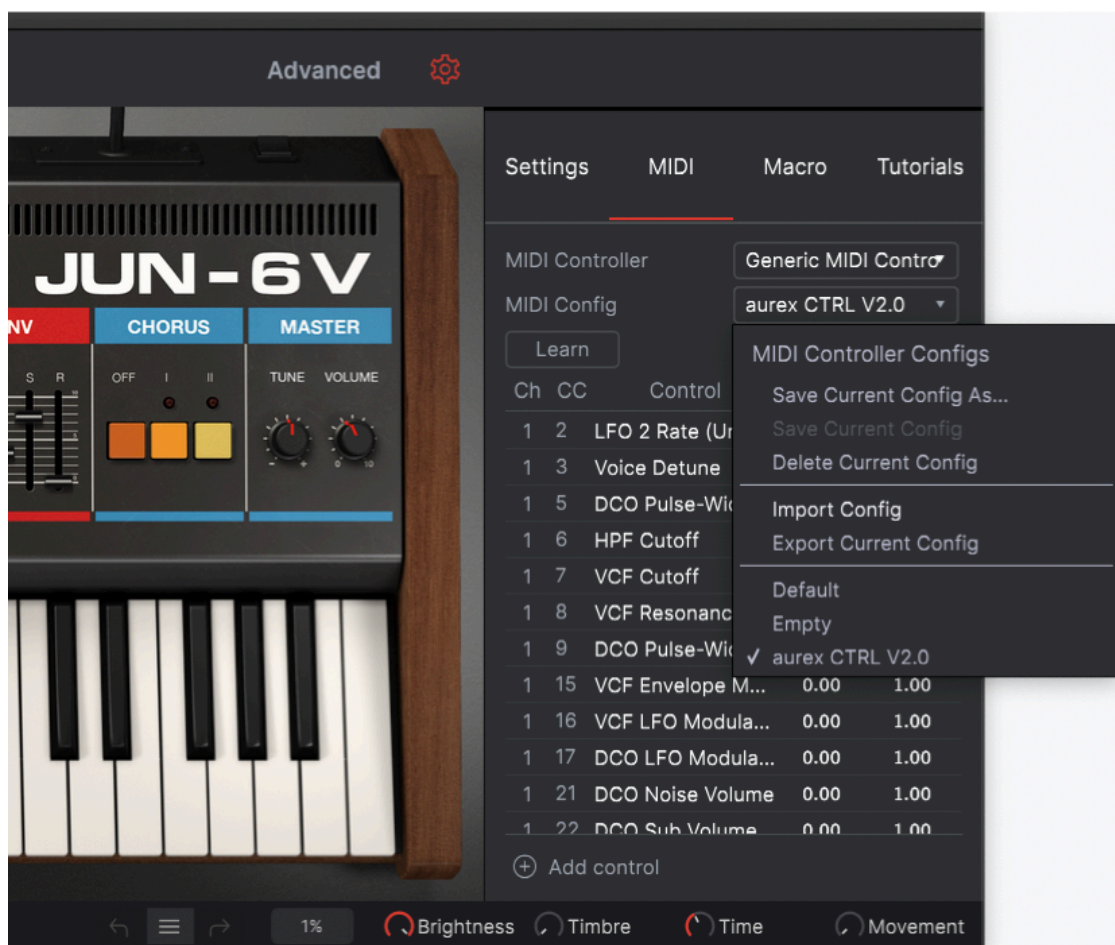 Advanced
Settings MIDI Macro Tutorials
JUN-6V
NV CHORUS MASTER
S R OFF I II TUNE VOLUME
- + 0 10
MIDI Controller Generic MIDI Contro
MIDI Config aurex CTRL V2.0
Learn
Ch CC Control
MIDI Controller Configs
Save Current Config As...
Save Current Config
Delete Current Config
Import Config
Export Current Config
Default
Empty
✓ aurex CTRL V2.0
1 2 LFO 2 Rate (Un
1 3 Voice Detune
1 5 DCO Pulse-Wid
1 6 HPF Cutoff
1 7 VCF Cutoff
1 8 VCF Resonanc
1 9 DCO Pulse-Wid
1 15 VCF Envelope M... 0.00 1.00
1 16 VCF LFO Modula... 0.00 1.00
1 17 DCO LFO Modula... 0.00 1.00
1 21 DCO Noise Volume 0.00 1.00
1 22 DCO Sub Volume 0.00 1.00
Add control
1% Brightness Timbre Time Movement